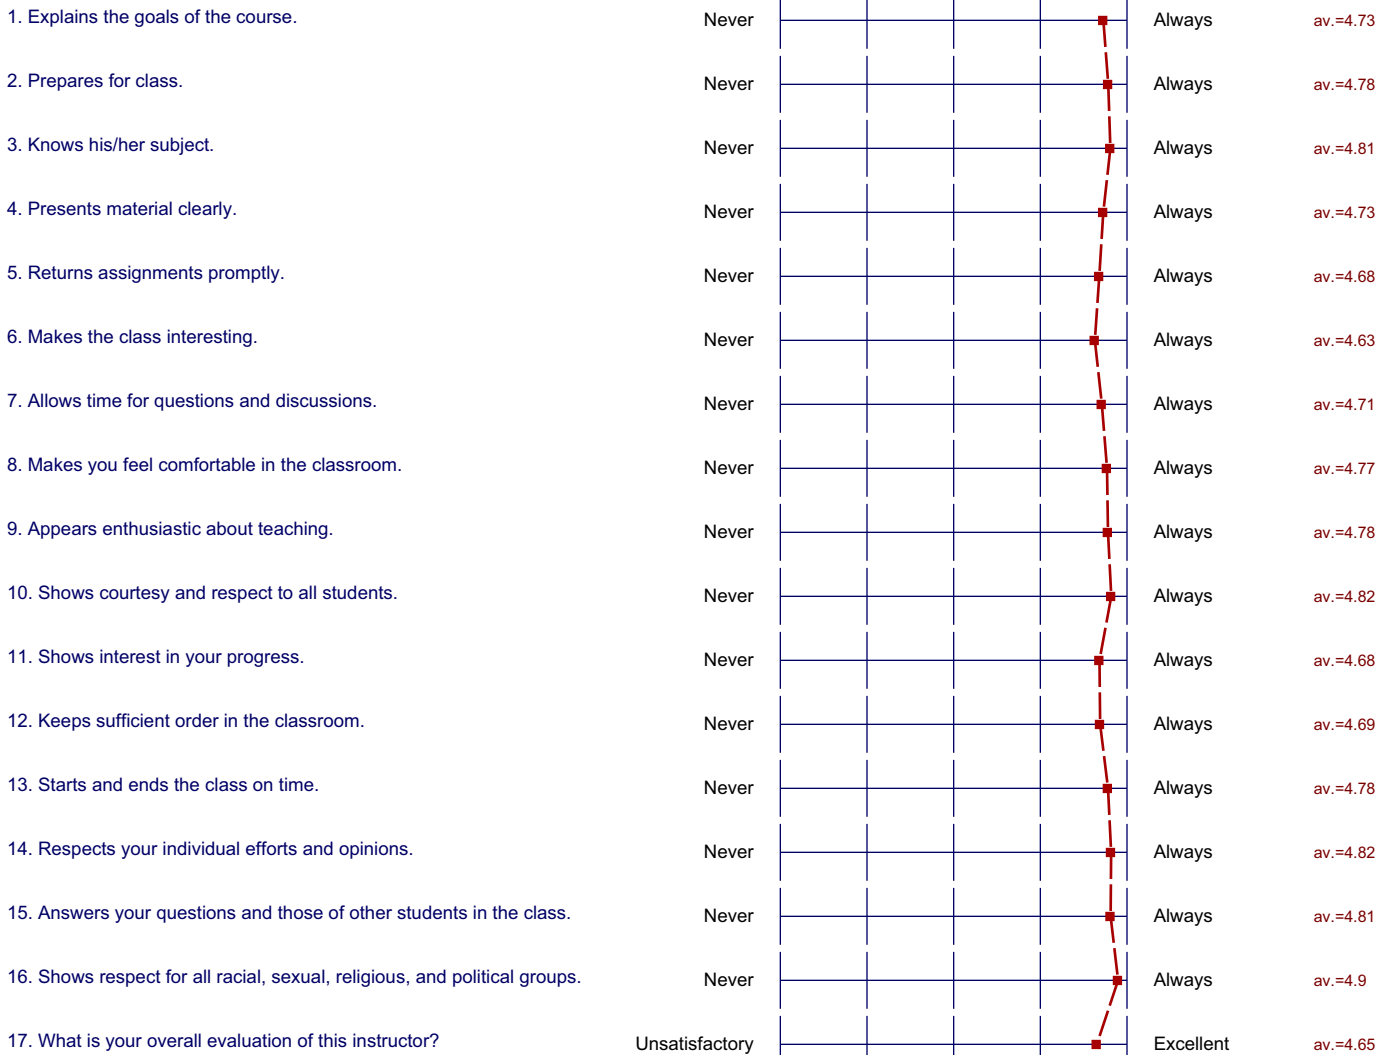 1. Explains the goals of the course. Never Always av.=4.73
2. Prepares for class. Never Always av.=4.78
3. Knows his/her subject. Never Always av.=4.81
4. Presents material clearly. Never Always av.=4.73
5. Returns assignments promptly. Never Always av.=4.68
6. Makes the class interesting. Never Always av.=4.63
7. Allows time for questions and discussions. Never Always av.=4.71
8. Makes you feel comfortable in the classroom. Never Always av.=4.77
9. Appears enthusiastic about teaching. Never Always av.=4.78
10. Shows courtesy and respect to all students. Never Always av.=4.82
11. Shows interest in your progress. Never Always av.=4.68
12. Keeps sufficient order in the classroom. Never Always av.=4.69
13. Starts and ends the class on time. Never Always av.=4.78
14. Respects your individual efforts and opinions. Never Always av.=4.82
15. Answers your questions and those of other students in the class. Never Always av.=4.81
16. Shows respect for all racial, sexual, religious, and political groups. Never Always av.=4.9
17. What is your overall evaluation of this instructor? Unsatisfactory Excellent av.=4.65